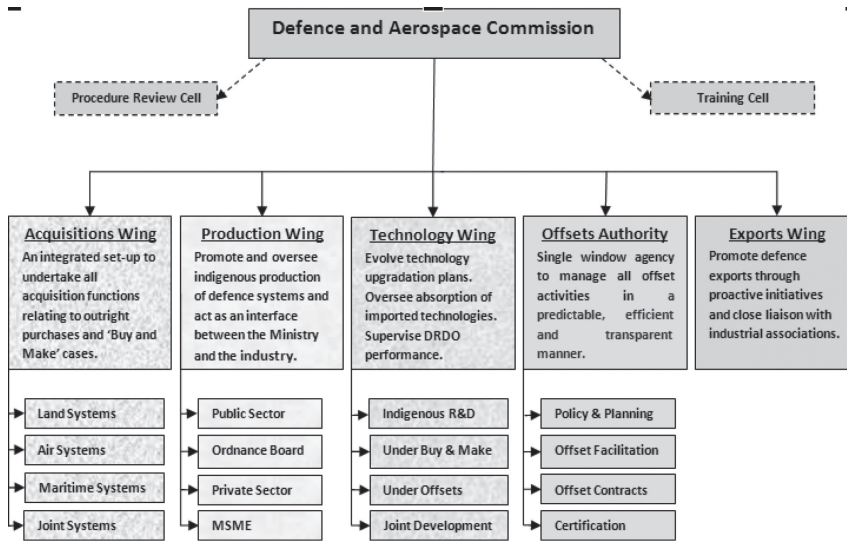 Defence and Aerospace Commission
Procedure Review Cell
Training Cell
Acquisitions Wing
An integrated set-up to
undertake all
acquisition functions
relating to outright
purchases and ‘Buy and
Make’ cases.
Production Wing
Promote and oversee
indigenous production
of defence systems and
act as an interface
between the Ministry
and the industry.
Technology Wing
Evolve technology
upgradation plans.
Oversee absorption of
imported technologies.
Supervise DRDO
performance.
Offsets Authority
Single window agency
to manage all offset
activities in a
predictable, efficient
and transparent
manner.
Exports Wing
Promote defence
exports through
proactive initiatives
and close liaison with
industrial associations.
Land Systems
Air Systems
Maritime Systems
Joint Systems
Public Sector
Ordnance Board
Private Sector
MSME
Indigenous R&D
Under Buy & Make
Under Offsets
Joint Development
Policy & Planning
Offset Facilitation
Offset Contracts
Certification